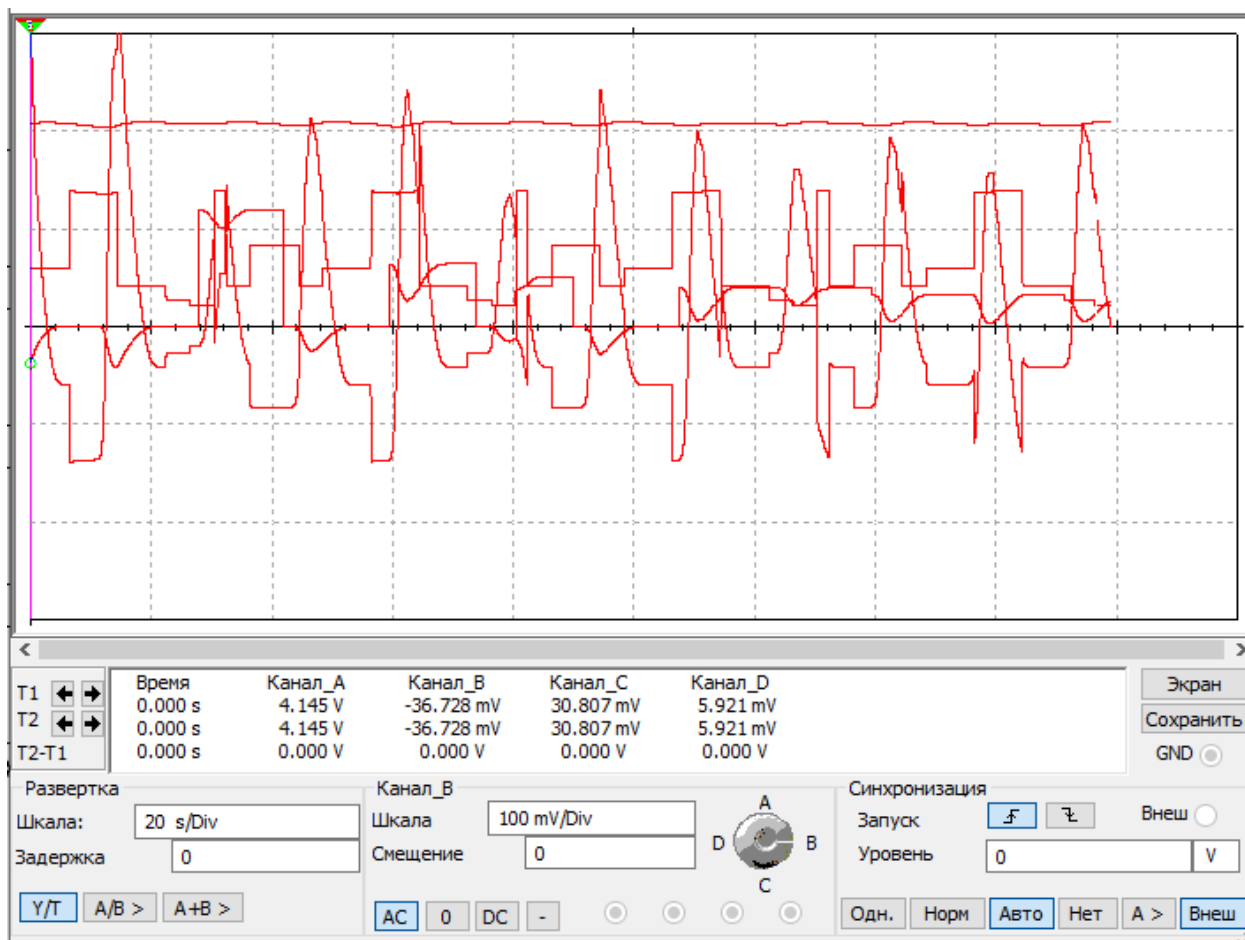 Время Канал_A Канал_B Канал_C Канал_D
T1 0.000 s 4.145 V -36.728 mV 30.807 mV 5.921 mV
T2 0.000 s 4.145 V -36.728 mV 30.807 mV 5.921 mV
T2-T1 0.000 s 0.000 V 0.000 V 0.000 V 0.000 V
Экран
Сохранить
GND
Развертка
Шкала: 20 s/Div
Задержка 0
Y/T A/B > A+B >
Канал_B
Шкала 100 mV/Div
Смещение 0
AC 0 DC -
A
D B
C
Синхронизация
Запуск Внеш
Уровень 0 V
Одн. Норм Авто Нет A > Внеш